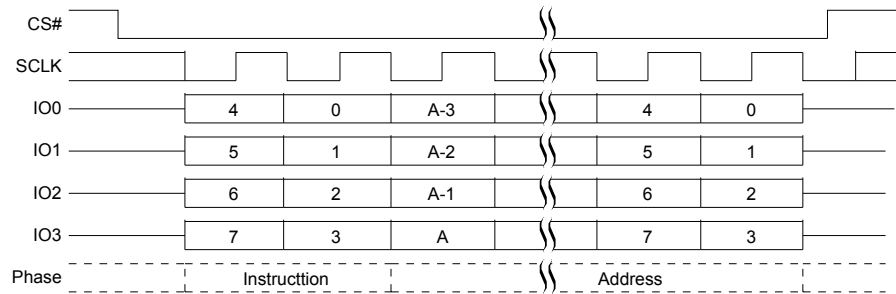 CS#
SCLK
IO0 4 0 A-3 4 0
IO1 5 1 A-2 5 1
IO2 6 2 A-1 6 2
IO3 7 3 A 7 3
Phase Instructtion Address